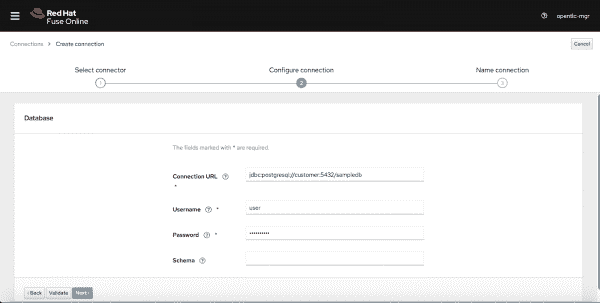 Red Hat
Fuse Online
opentlc-mgr
Connections > Create connection
Cancel
Select connector
Configure connection
Name connection
1
2
3
Database
The fields marked with * are required.
Connection URL *
jdbc:postgresql://customer:5432/sampledb
Username *
user
Password *
••••••••••
Schema
‹ Back
Validate
Next ›